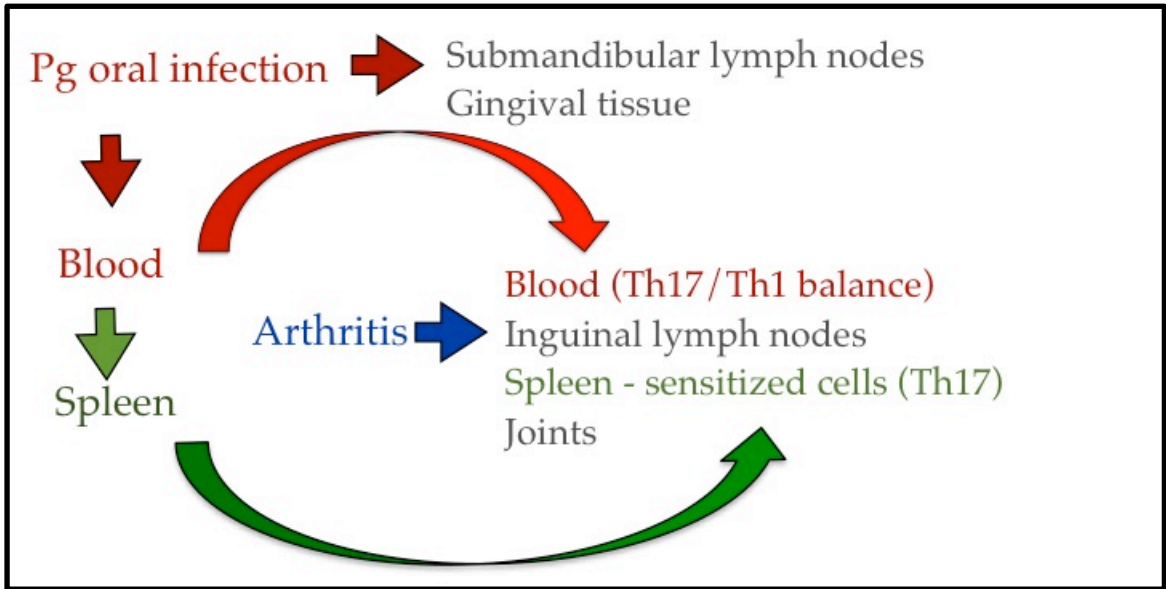 Pg oral infection
Submandibular lymph nodes
Gingival tissue
Blood
Spleen
Arthritis
Blood (Th17/Th1 balance)
Inguinal lymph nodes
Spleen - sensitized cells (Th17)
Joints